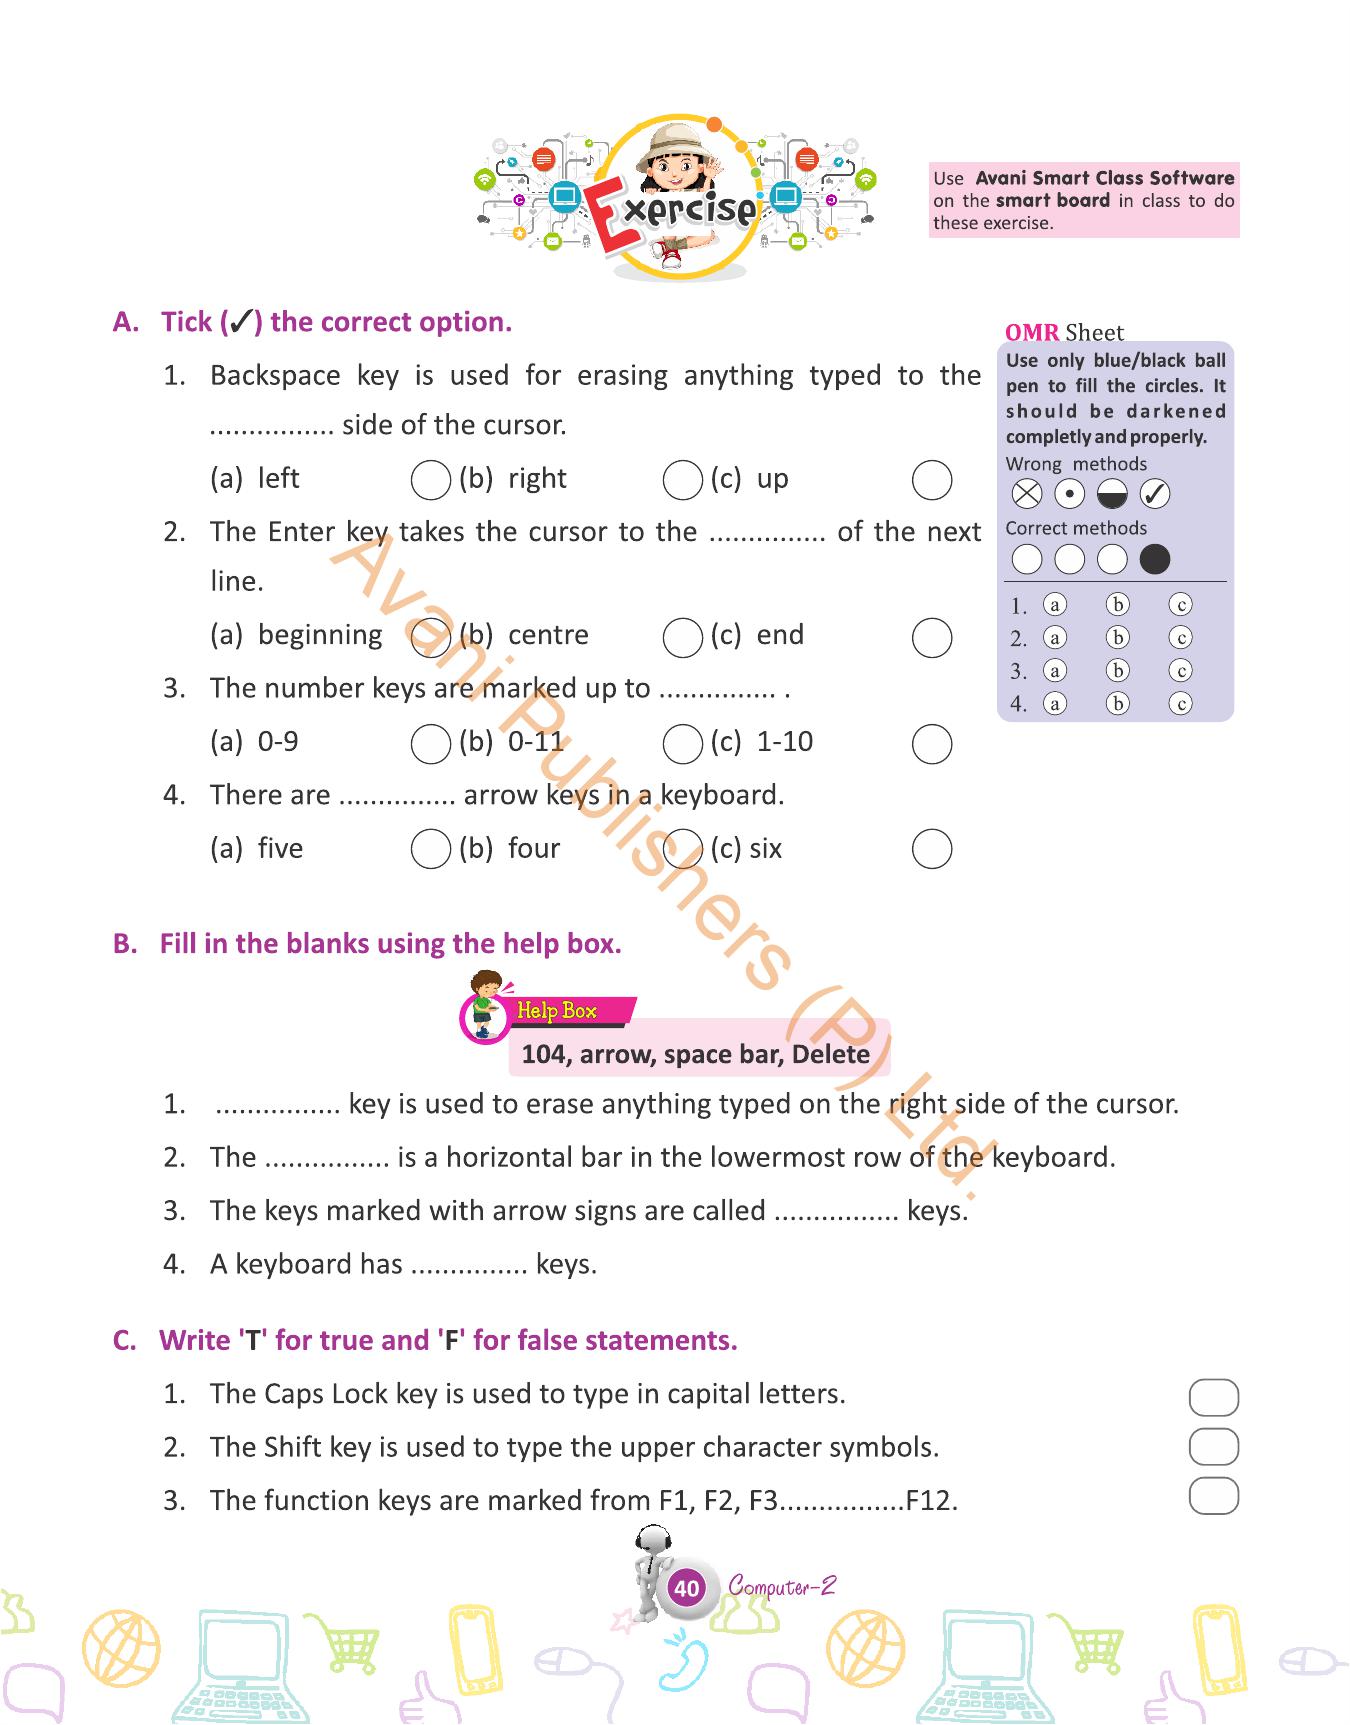 Exercise
Use Avani Smart Class Software
on the smart board in class to do
these exercise.
A. Tick (✓) the correct option.
1. Backspace key is used for erasing anything typed to the
................ side of the cursor.
(a) left (b) right (c) up
2. The Enter key takes the cursor to the ............... of the next
line.
(a) beginning (b) centre (c) end
3. The number keys are marked up to ............... .
(a) 0-9 (b) 0-11 (c) 1-10
4. There are ............... arrow keys in a keyboard.
(a) five (b) four (c) six
OMR Sheet
Use only blue/black ball
pen to fill the circles. It
should be darkened
completly and properly.
Wrong methods
Correct methods
1. a b c
2. a b c
3. a b c
4. a b c
B. Fill in the blanks using the help box.
Help Box
104, arrow, space bar, Delete
1. ................ key is used to erase anything typed on the right side of the cursor.
2. The ................ is a horizontal bar in the lowermost row of the keyboard.
3. The keys marked with arrow signs are called ................ keys.
4. A keyboard has ............... keys.
C. Write 'T' for true and 'F' for false statements.
1. The Caps Lock key is used to type in capital letters.
2. The Shift key is used to type the upper character symbols.
3. The function keys are marked from F1, F2, F3................F12.
40 Computer-2
Avani Publishers (P) Ltd.